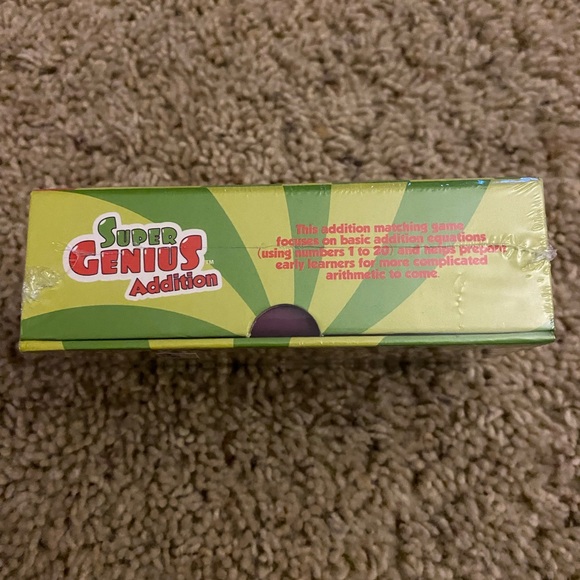 SUPER
GENIUS™
Addition
This addition matching game
focuses on basic addition equations
(using numbers 1 to 20) and helps prepare
early learners for more complicated
arithmetic to come.